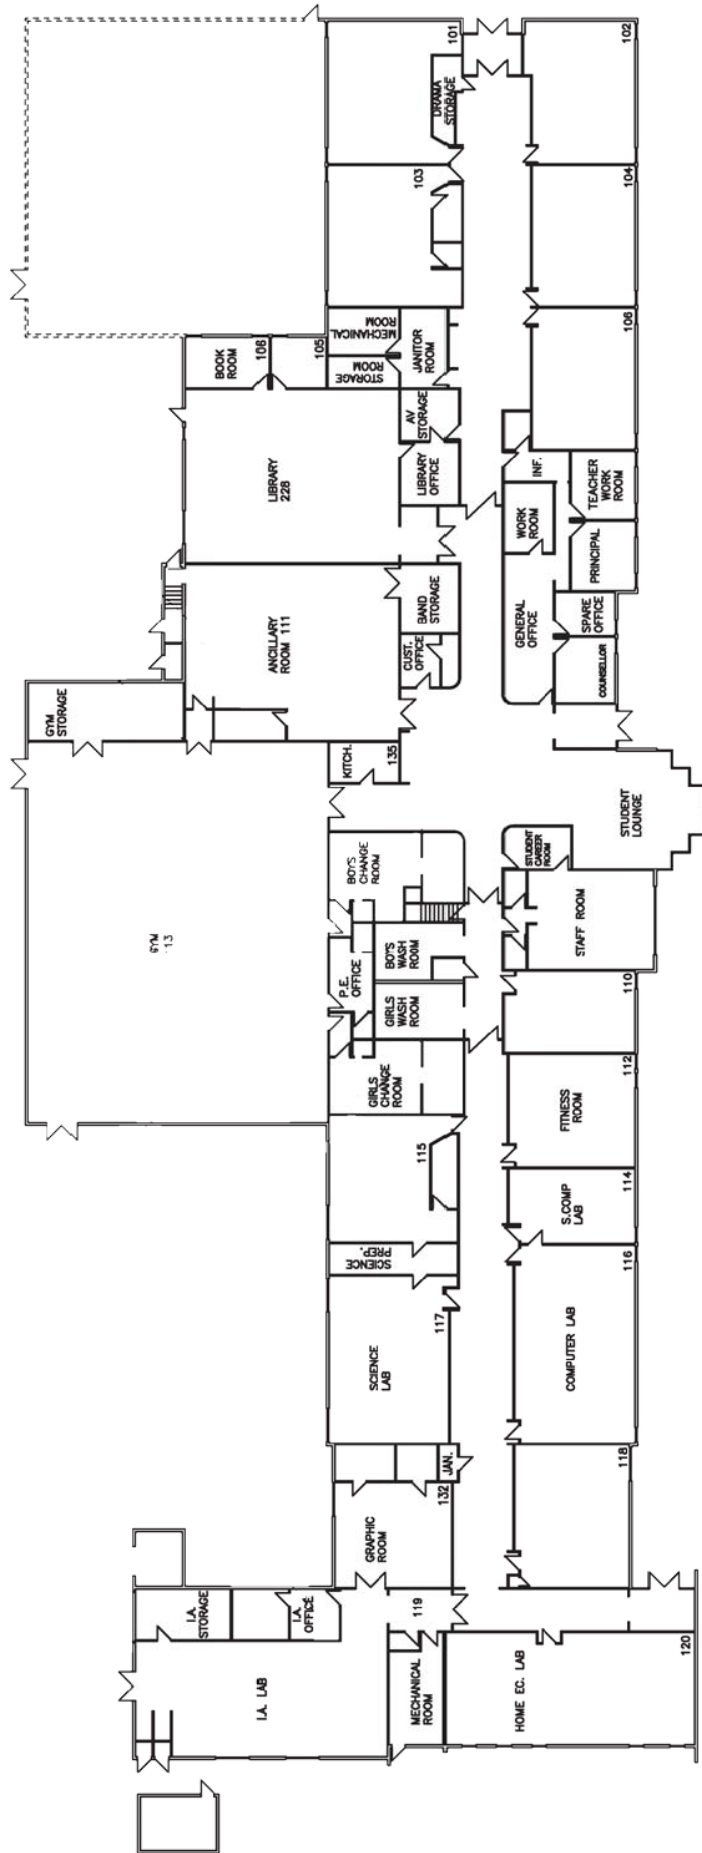 101
DRAMA
STORAGE
102
103
104
MECHANICAL
ROOM
STORAGE
ROOM
JANITOR
ROOM
106
BOOK
ROOM
106
105
AV
STORAGE
LIBRARY
228
LIBRARY
OFFICE
INF.
TEACHER
WORK
ROOM
WORK
ROOM
PRINCIPAL
ANCILLARY
ROOM 111
BAND
STORAGE
GENERAL
OFFICE
SPARE
OFFICE
CUST.
OFFICE
COUNSELLOR
GYM
STORAGE
KITCH.
135
STUDENT
LOUNGE
STUDENT
CAREER
ROOM
BOYS
CHANGE
ROOM
GYM
13
STAFF ROOM
BOYS
WASH
ROOM
P.E.
OFFICE
GIRLS
WASH
ROOM
110
GIRLS
CHANGE
ROOM
112
FITNESS
ROOM
115
114
S.COMP
LAB
SCIENCE
PREP.
116
COMPUTER LAB
117
SCIENCE
LAB
118
JAN.
132
GRAPHIC
ROOM
I.A.
STORAGE
I.A.
OFFICE
119
I.A. LAB
MECHANICAL
ROOM
HOME EC. LAB
120